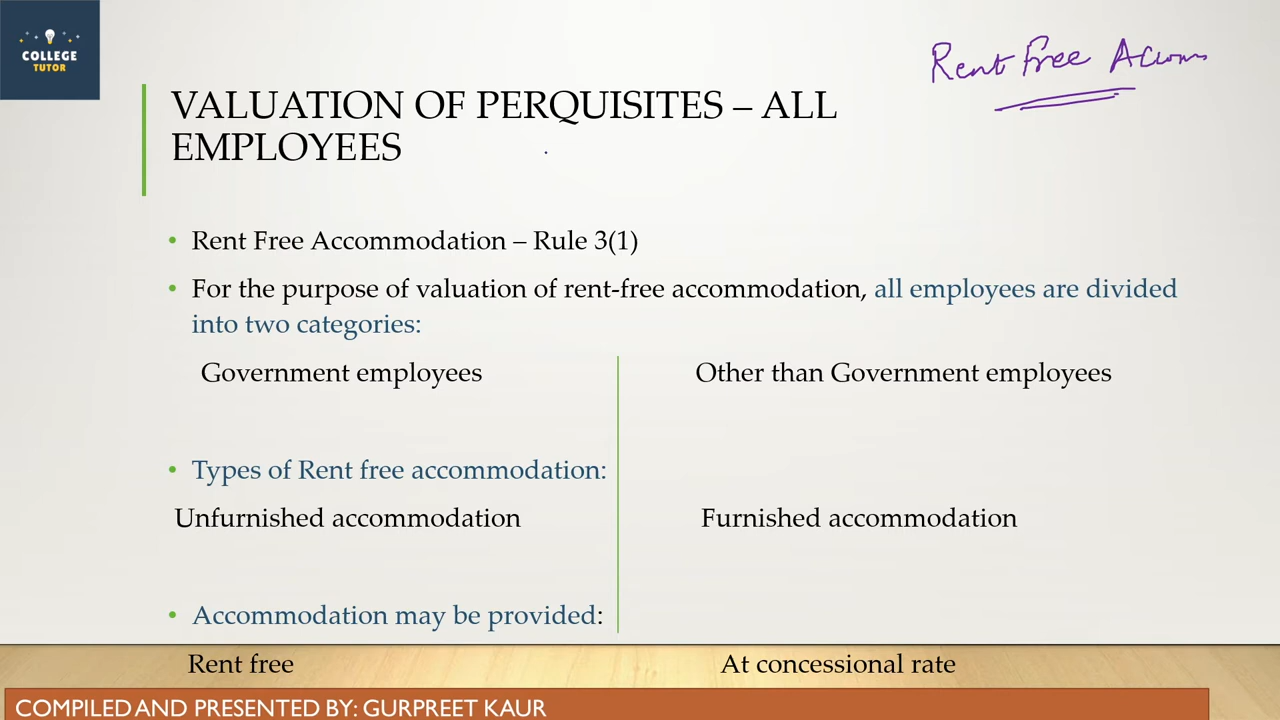 COLLEGE
TUTOR
Rent Free Accom
VALUATION OF PERQUISITES – ALL
EMPLOYEES
• Rent Free Accommodation – Rule 3(1)
• For the purpose of valuation of rent-free accommodation, all employees are divided
into two categories:
Government employees Other than Government employees
• Types of Rent free accommodation:
Unfurnished accommodation Furnished accommodation
• Accommodation may be provided:
Rent free At concessional rate
COMPILED AND PRESENTED BY: GURPREET KAUR